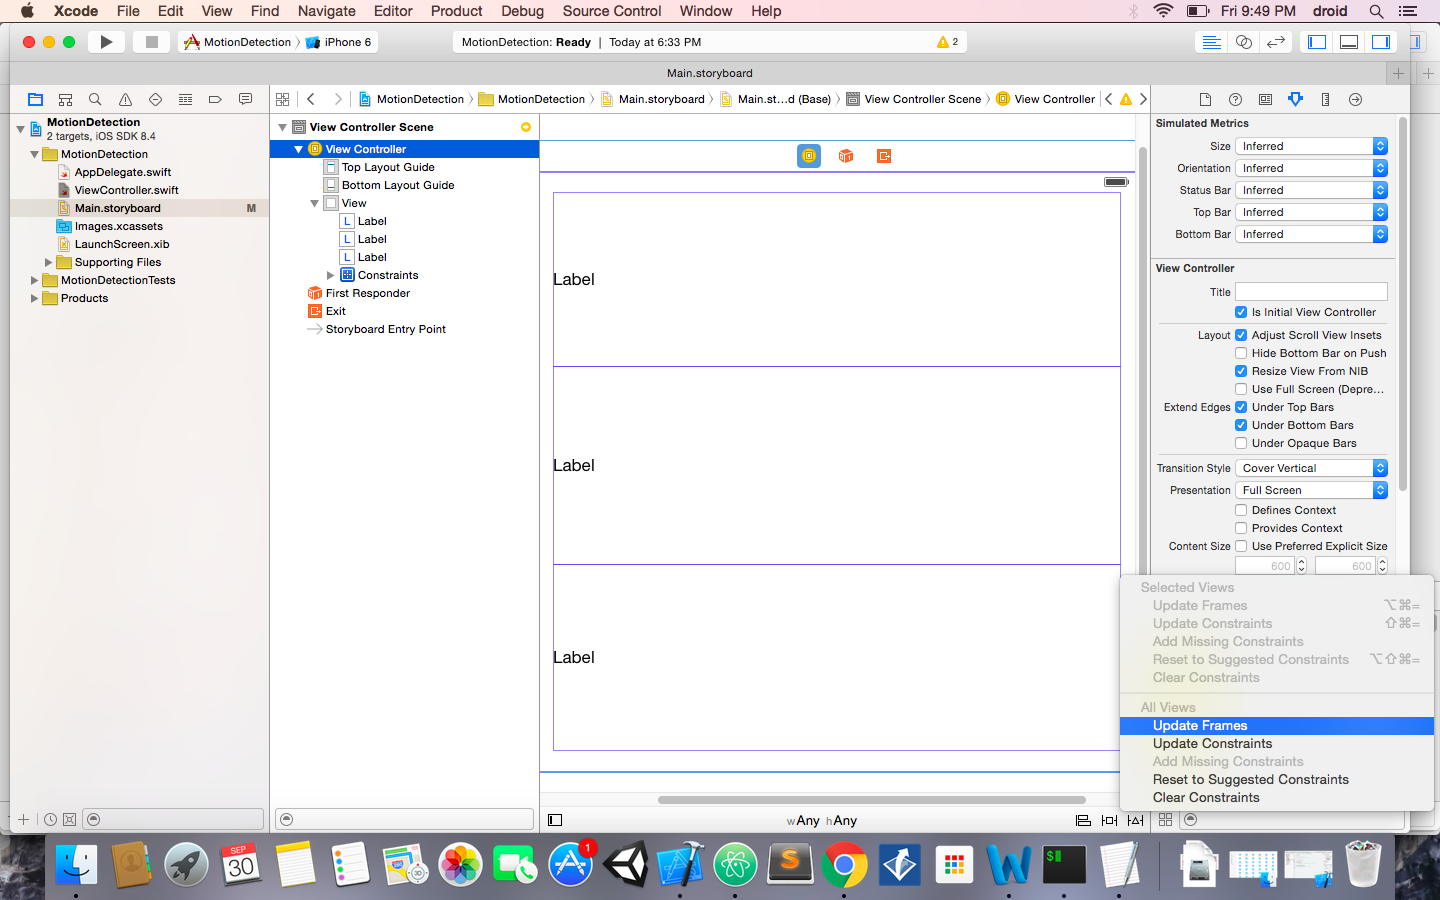 Xcode File Edit View Find Navigate Editor Product Debug Source Control Window Help Fri 9:49 PM droid
MotionDetection iPhone 6 MotionDetection: Ready | Today at 6:33 PM 2
Main.storyboard
MotionDetection MotionDetection Main.storyboard Main.st...d (Base) View Controller Scene View Controller
MotionDetection
2 targets, iOS SDK 8.4
MotionDetection
AppDelegate.swift
ViewController.swift
Main.storyboard M
Images.xcassets
LaunchScreen.xib
Supporting Files
MotionDetectionTests
Products
View Controller Scene
View Controller
Top Layout Guide
Bottom Layout Guide
View
L Label
L Label
L Label
Constraints
First Responder
Exit
Storyboard Entry Point
Label
Label
Label
wAny hAny
Simulated Metrics
Size Inferred
Orientation Inferred
Status Bar Inferred
Top Bar Inferred
Bottom Bar Inferred
View Controller
Title
Is Initial View Controller
Layout Adjust Scroll View Insets
Hide Bottom Bar on Push
Resize View From NIB
Use Full Screen (Depre...
Extend Edges Under Top Bars
Under Bottom Bars
Under Opaque Bars
Transition Style Cover Vertical
Presentation Full Screen
Defines Context
Provides Context
Content Size Use Preferred Explicit Size
600 600
Selected Views
Update Frames ⌥⌘=
Update Constraints ⇧⌘=
Add Missing Constraints
Reset to Suggested Constraints ⌥⇧⌘=
Clear Constraints
All Views
Update Frames
Update Constraints
Add Missing Constraints
Reset to Suggested Constraints
Clear Constraints
SEP
30
3D
1
S
W
$